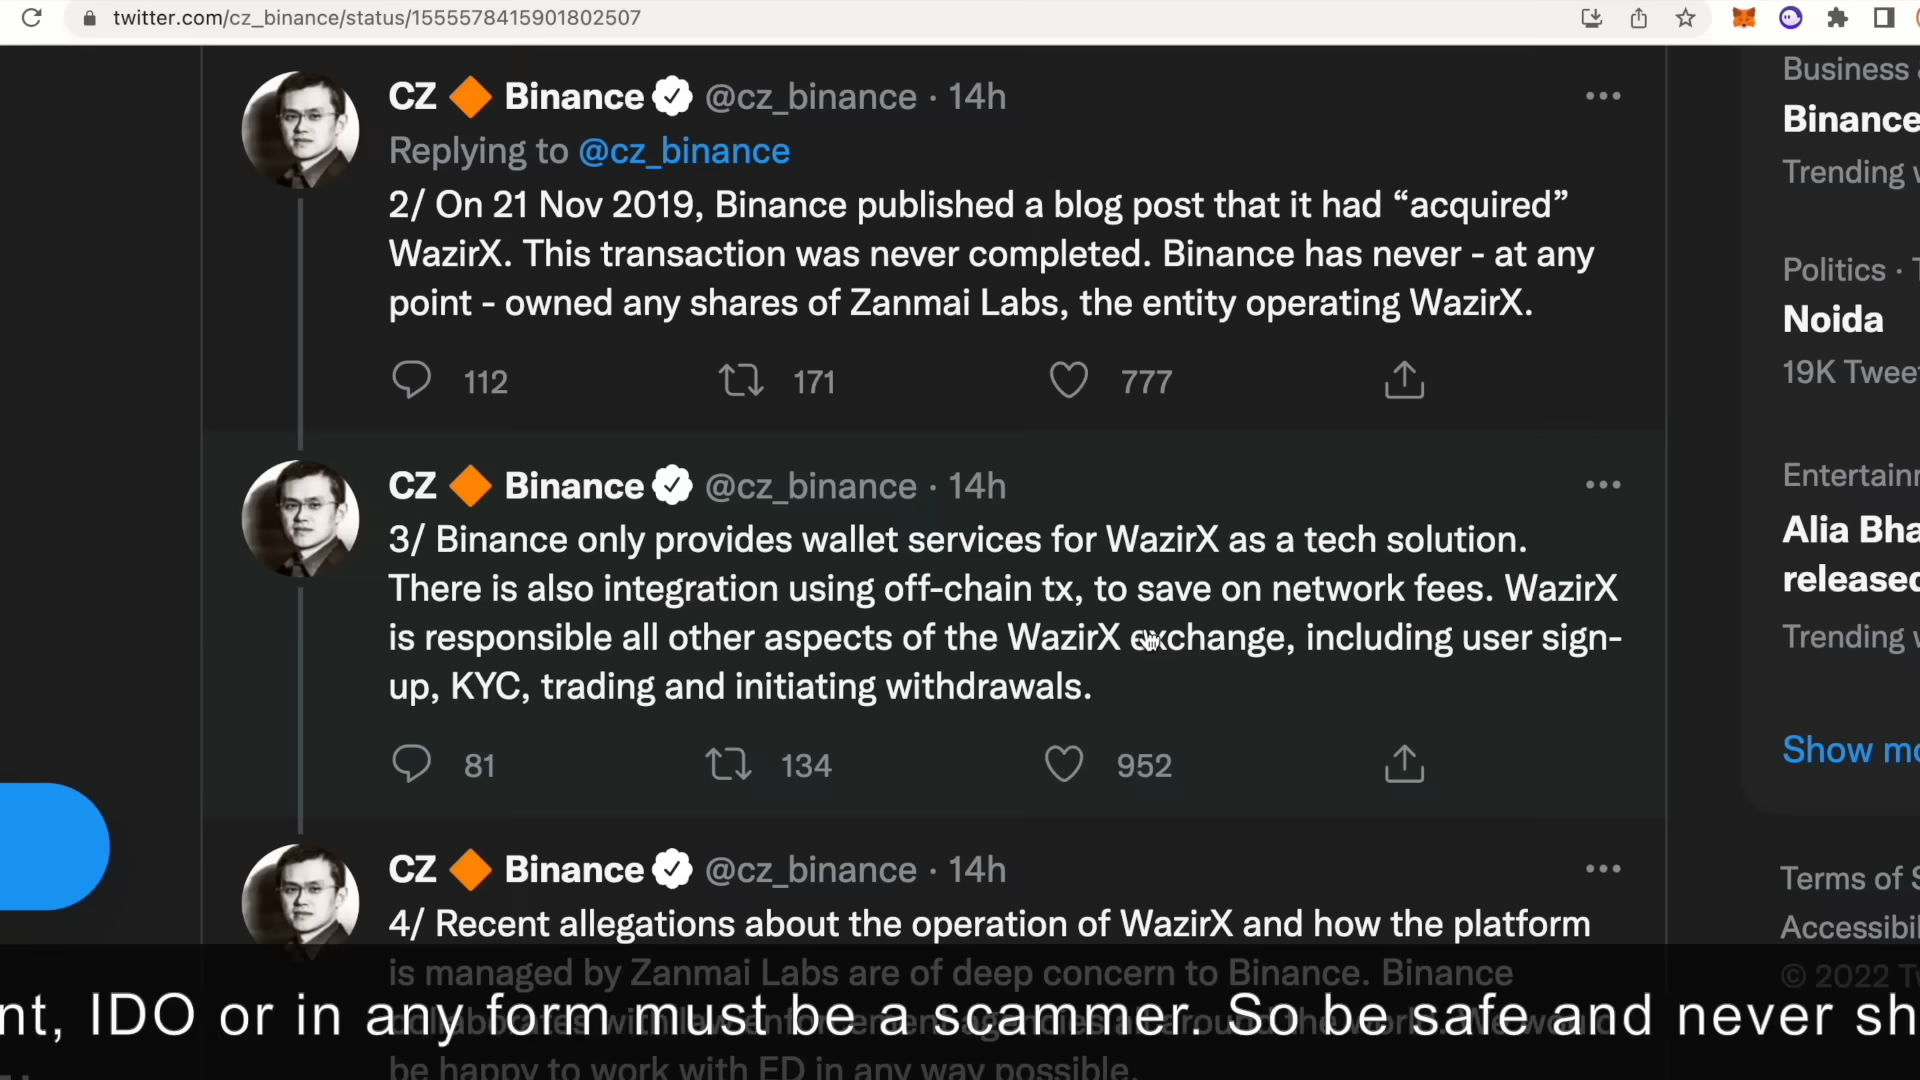 twitter.com/cz_binance/status/1555578415901802507
CZ 🔶 Binance @cz_binance · 14h
Replying to @cz_binance
2/ On 21 Nov 2019, Binance published a blog post that it had “acquired”
WazirX. This transaction was never completed. Binance has never - at any
point - owned any shares of Zanmai Labs, the entity operating WazirX.
112 171 777
CZ 🔶 Binance @cz_binance · 14h
3/ Binance only provides wallet services for WazirX as a tech solution.
There is also integration using off-chain tx, to save on network fees. WazirX
is responsible all other aspects of the WazirX exchange, including user sign-
up, KYC, trading and initiating withdrawals.
81 134 952
CZ 🔶 Binance @cz_binance · 14h
4/ Recent allegations about the operation of WazirX and how the platform
is managed by Zanmai Labs are of deep concern to Binance. Binance
be happy to work with ED in any way possible.
nt, IDO or in any form must be a scammer. So be safe and never sh
Business
Binance
Trending
Politics ·
Noida
19K Tweet
Entertainm
Alia Bha
released
Trending
Show mo
Terms of S
Accessibil
© 2022 Tw